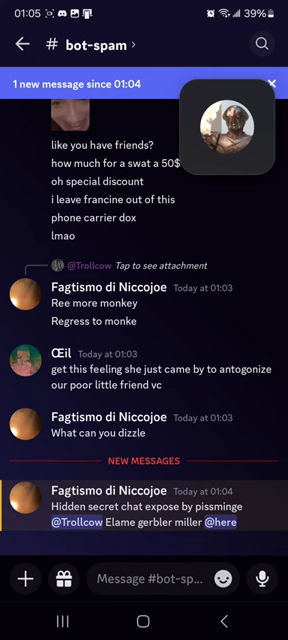 01:05
39%
# bot-spam >
1 new message since 01:04
like you have friends?
how much for a swat a 50$
oh special discount
i leave francine out of this
phone carrier dox
lmao
@Trollcow Tap to see attachment
Fagtismo di Niccojoe Today at 01:03
Ree more monkey
Regress to monke
Œil Today at 01:03
get this feeling she just came by to antogonize
our poor little friend vc
Fagtismo di Niccojoe Today at 01:03
What can you dizzle
NEW MESSAGES
Fagtismo di Niccojoe Today at 01:04
Hidden secret chat expose by pissminge
@Trollcow Elame gerbler miller @here
Message #bot-sp...